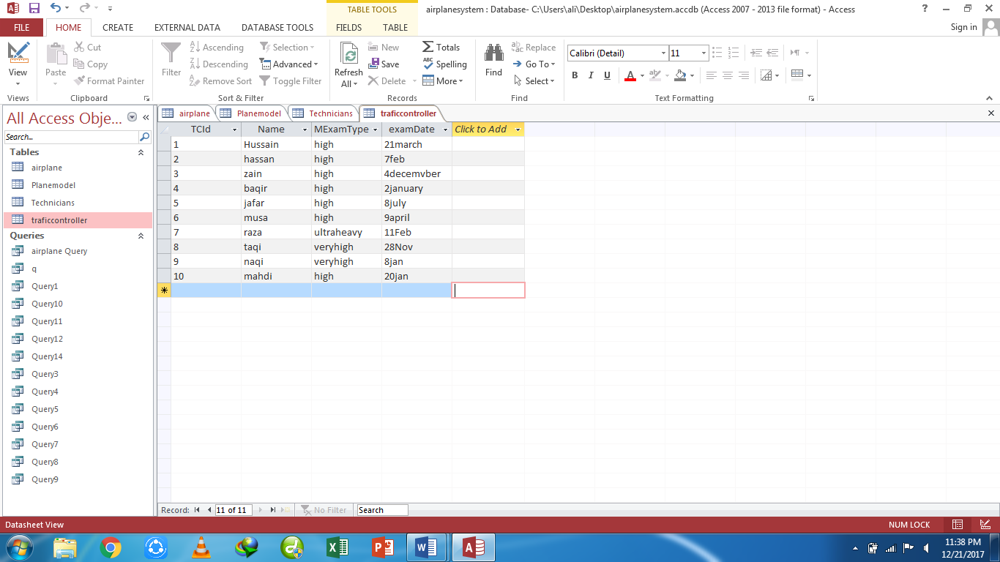 TABLE TOOLS
airplanesystem : Database- C:\Users\ali\Desktop\airplanesystem.accdb (Access 2007 - 2013 file format) - Access
FILE HOME CREATE EXTERNAL DATA DATABASE TOOLS FIELDS TABLE Sign in
View
Views
Paste
Cut
Copy
Format Painter
Clipboard
Filter
Ascending
Descending
Remove Sort
Selection
Advanced
Toggle Filter
Sort & Filter
Refresh
All
New
Save
Delete
Totals
Spelling
More
Records
Find
Replace
Go To
Select
Find
Calibri (Detail) 11
B I U A
Text Formatting
All Access Obje...
Search...
Tables
airplane
Planemodel
Technicians
traficcontroller
Queries
airplane Query
q
Query1
Query10
Query11
Query12
Query14
Query3
Query4
Query5
Query6
Query7
Query8
Query9
airplane Planemodel Technicians traficcontroller
TCId Name MExamType examDate Click to Add
1 Hussain high 21march
2 hassan high 7feb
3 zain high 4decemvber
4 baqir high 2january
5 jafar high 8july
6 musa high 9april
7 raza ultraheavy 11Feb
8 taqi veryhigh 28Nov
9 naqi veryhigh 8jan
10 mahdi high 20jan
Record: 11 of 11 No Filter Search
Datasheet View NUM LOCK
11:38 PM
12/21/2017